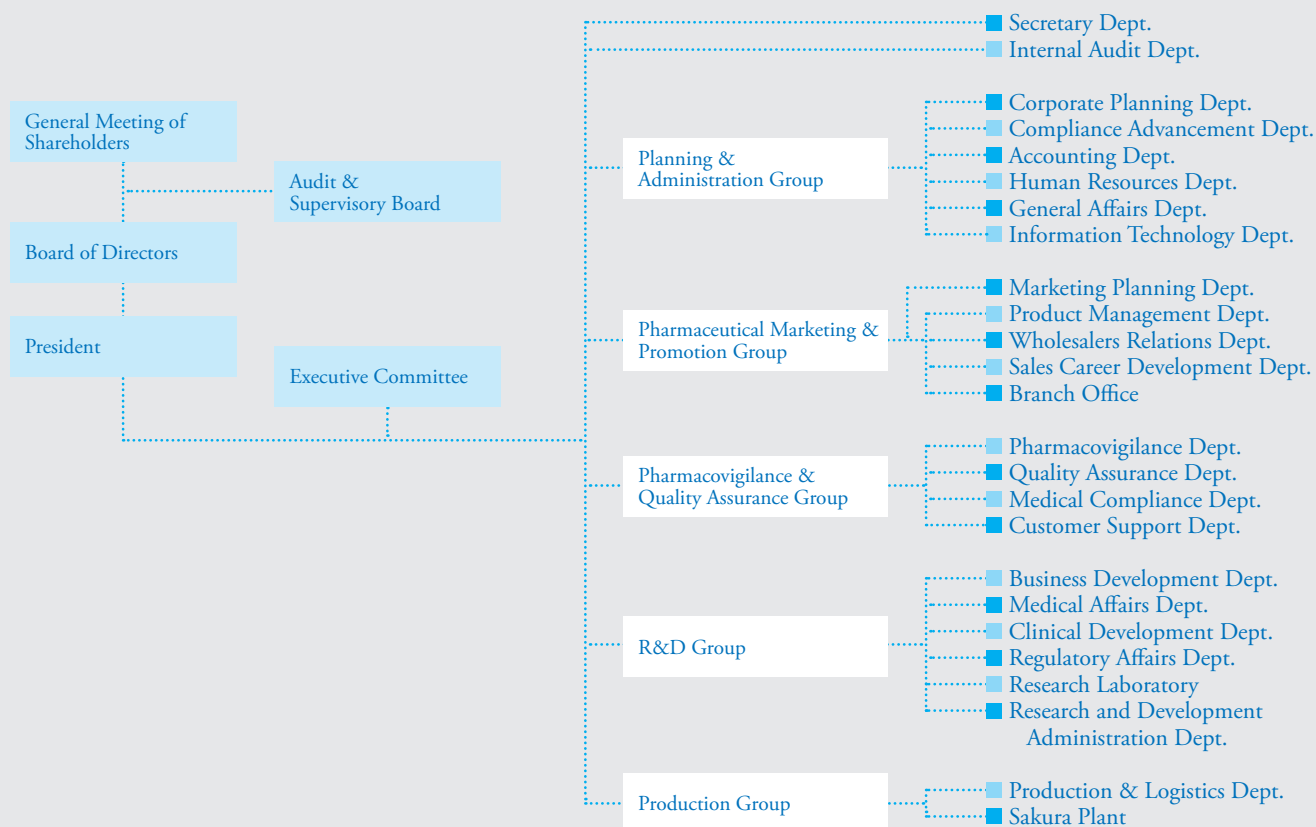 General Meeting of
Shareholders
Audit &
Supervisory Board
Board of Directors
President
Executive Committee
Secretary Dept.
Internal Audit Dept.
Planning &
Administration Group
Corporate Planning Dept.
Compliance Advancement Dept.
Accounting Dept.
Human Resources Dept.
General Affairs Dept.
Information Technology Dept.
Pharmaceutical Marketing &
Promotion Group
Marketing Planning Dept.
Product Management Dept.
Wholesalers Relations Dept.
Sales Career Development Dept.
Branch Office
Pharmacovigilance &
Quality Assurance Group
Pharmacovigilance Dept.
Quality Assurance Dept.
Medical Compliance Dept.
Customer Support Dept.
R&D Group
Business Development Dept.
Medical Affairs Dept.
Clinical Development Dept.
Regulatory Affairs Dept.
Research Laboratory
Research and Development
Administration Dept.
Production Group
Production & Logistics Dept.
Sakura Plant